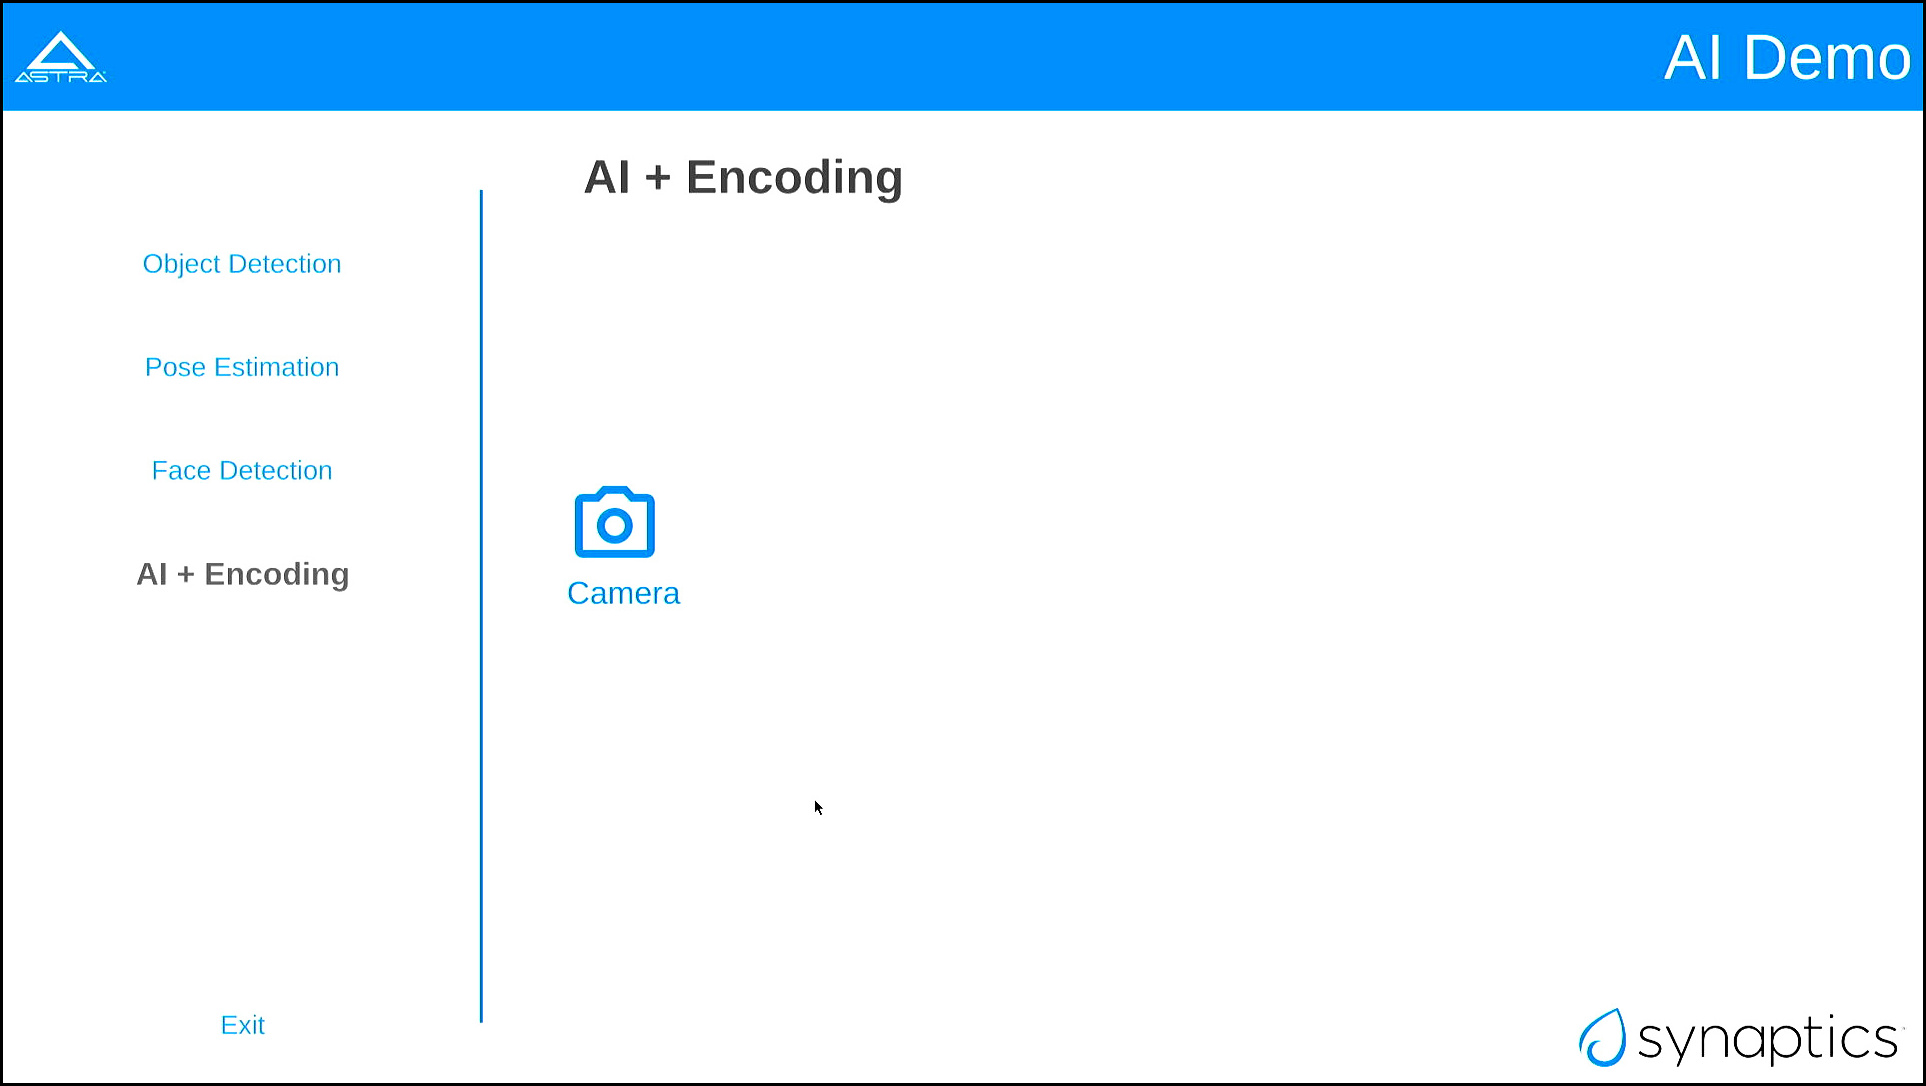 ASTRA
AI Demo
AI + Encoding
Object Detection
Pose Estimation
Face Detection
AI + Encoding
Camera
Exit
synaptics